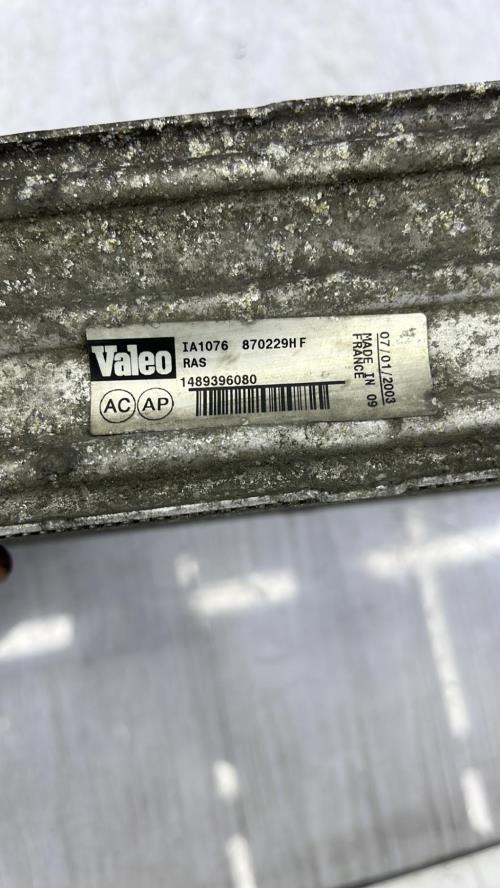 Valeo
IA1076 870229HF
RAS
1489396080
AC AP
07/01/2003
MADE IN 09
FRANCE